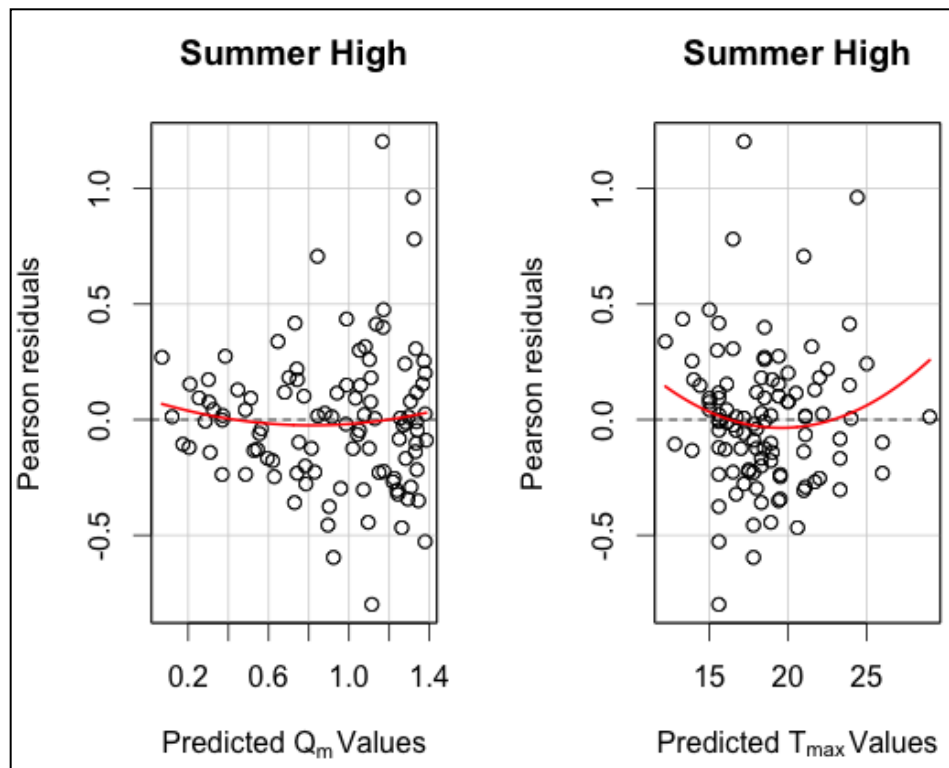 Summer High
Summer High
Pearson residuals
1.0
0.5
0.0
-0.5
0.2
0.6
1.0
1.4
Predicted Qm Values
Pearson residuals
1.0
0.5
0.0
-0.5
15
20
25
Predicted Tmax Values